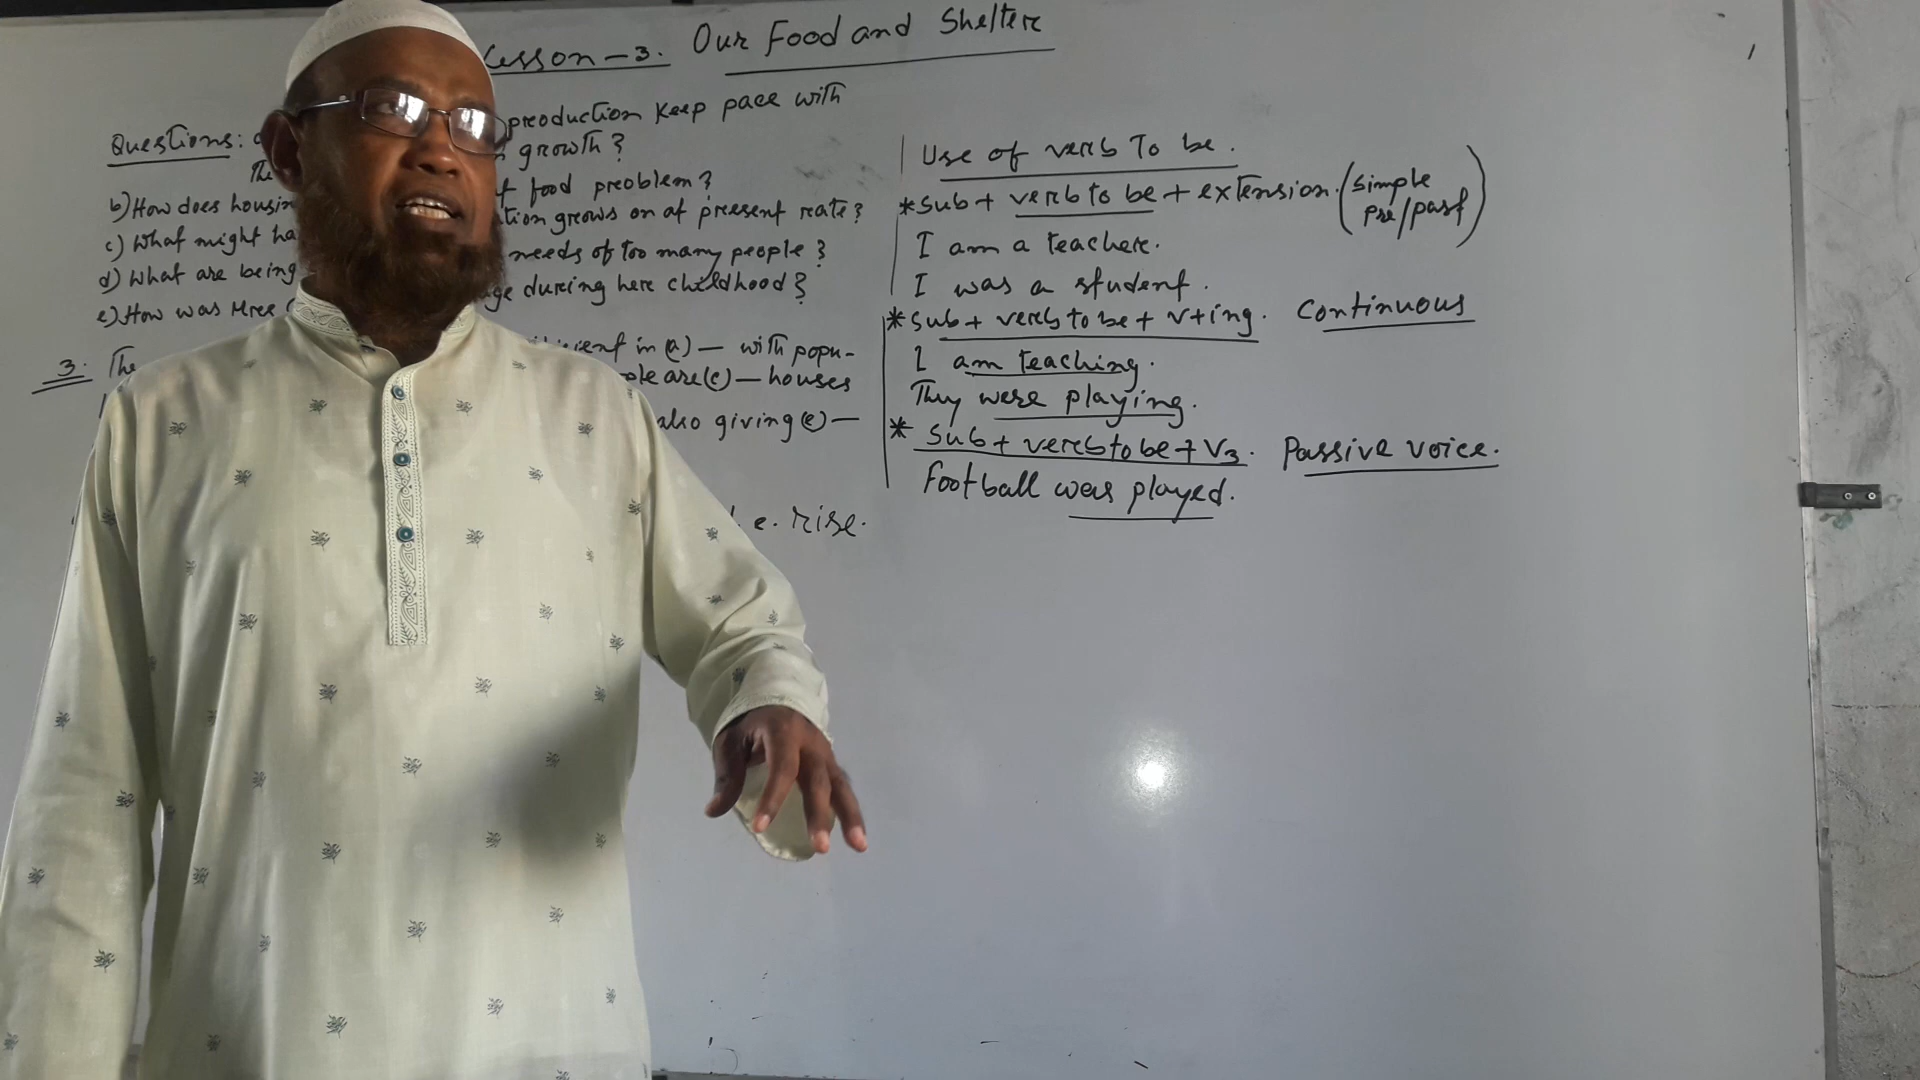 Lesson-3. Our Food and Shelter
Questions: production keep pace with
The growth?
b) How does housin food problem?
c) What might ha tion grows on at present rate?
d) What are being needs of too many people?
e) How was Mree ge during here childhood?
3. The in (a) — with popu-
ple are (c) — houses
also giving (e) —
e. rise.
Use of verb To be.
*Sub + verb to be + extension. (Simple Pre/past)
I am a teacher.
I was a student.
*Sub + verb to be + v+ing. Continuous
I am teaching.
They were playing.
* Sub + verb to be + V3. Passive voice.
Football was played.